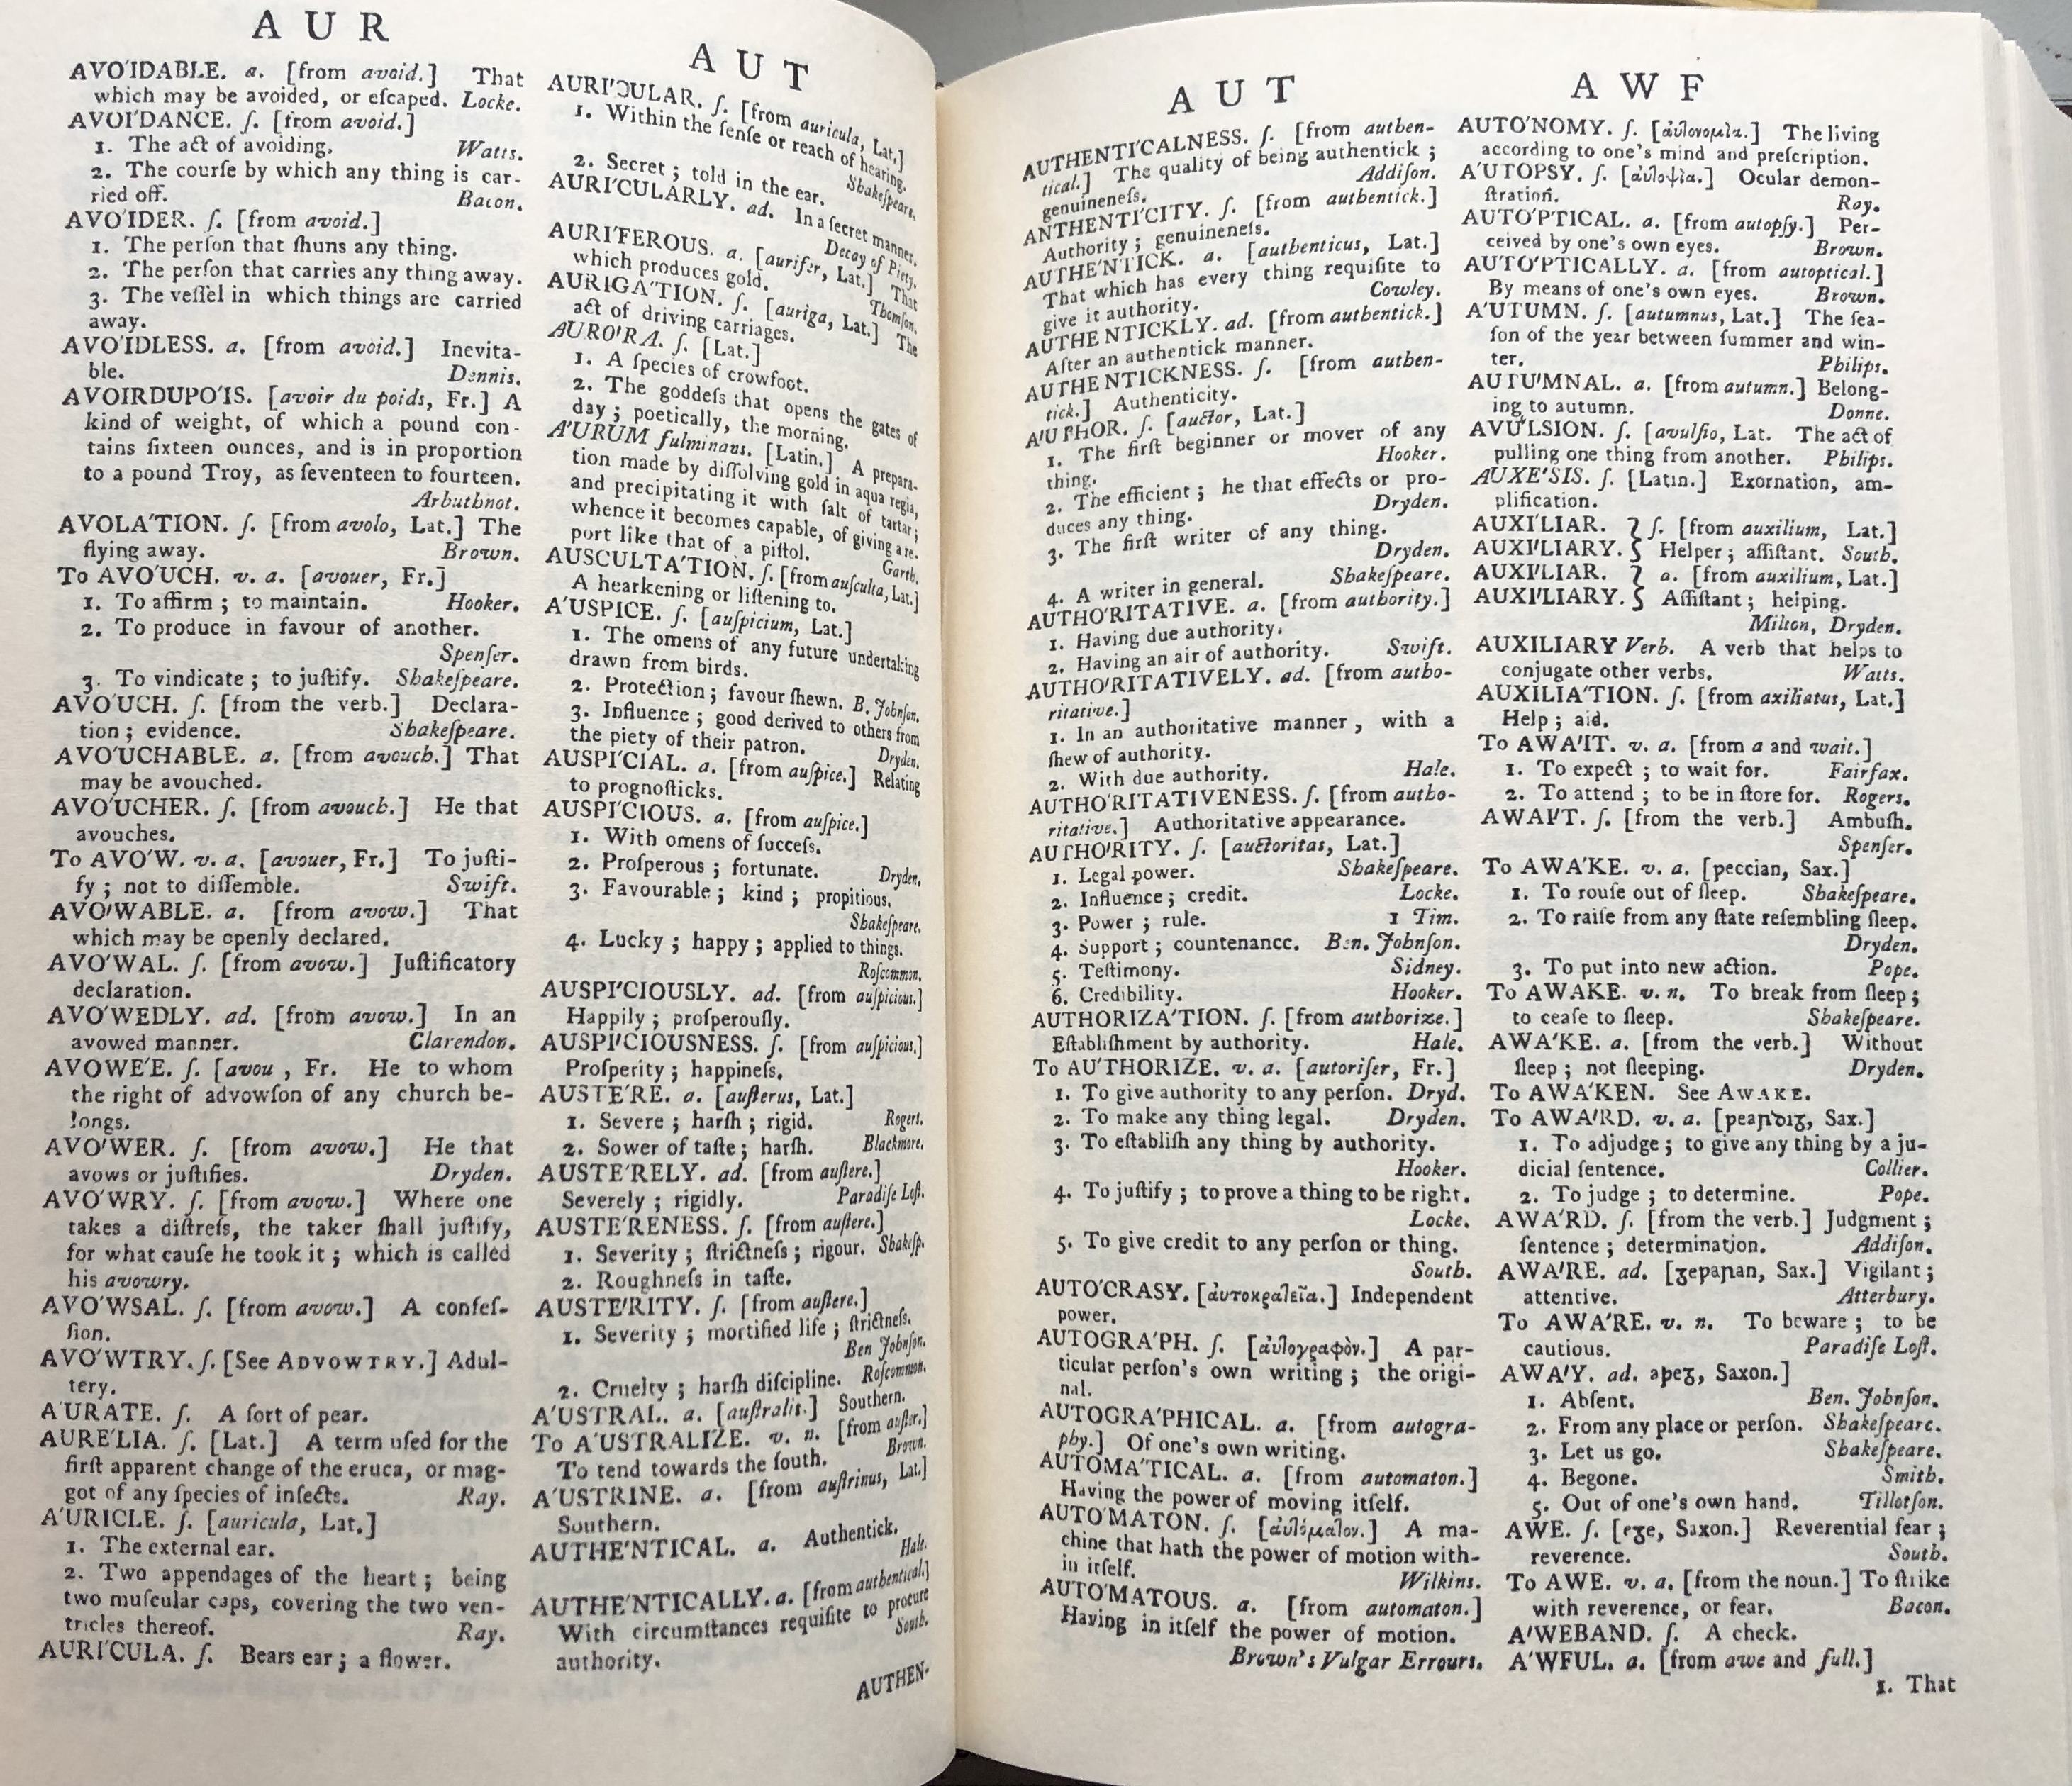 AUR
AVO'IDABLE. a. [from avoid.] That
which may be avoided, or eſcaped. Locke.
AVOI'DANCE. ſ. [from avoid.]
1. The act of avoiding. Watts.
2. The courſe by which any thing is car-
ried off. Bacon.
AVO'IDER. ſ. [from avoid.]
1. The perſon that ſhuns any thing.
2. The perſon that carries any thing away.
3. The veſſel in which things are carried
away.
AVO'IDLESS. a. [from avoid.] Inevita-
ble. Dennis.
AVOIRDUPO'IS. [avoir du poids, Fr.] A
kind of weight, of which a pound con-
tains ſixteen ounces, and is in proportion
to a pound Troy, as ſeventeen to fourteen.
Arbuthnot.
AVOLA'TION. ſ. [from avolo, Lat.] The
flying away. Brown.
To AVO'UCH. v. a. [avouer, Fr.]
1. To affirm ; to maintain. Hooker.
2. To produce in favour of another.
Spenſer.
3. To vindicate ; to juſtify. Shakeſpeare.
AVO'UCH. ſ. [from the verb.] Declara-
tion ; evidence. Shakeſpeare.
AVO'UCHABLE. a. [from avouch.] That
may be avouched.
AVO'UCHER. ſ. [from avouch.] He that
avouches.
To AVO'W. v. a. [avouer, Fr.] To juſti-
fy ; not to diſſemble. Swift.
AVO'WABLE. a. [from avow.] That
which may be openly declared.
AVO'WAL. ſ. [from avow.] Juſtificatory
declaration.
AVO'WEDLY. ad. [from avow.] In an
avowed manner. Clarendon.
AVOWE'E. ſ. [avou , Fr. He to whom
the right of advowſon of any church be-
longs.
AVO'WER. ſ. [from avow.] He that
avows or juſtifies. Dryden.
AVO'WRY. ſ. [from avow.] Where one
takes a diſtreſs, the taker ſhall juſtify,
for what cauſe he took it ; which is called
his avowry.
AVO'WSAL. ſ. [from avow.] A confeſ-
ſion.
AVO'WTRY. ſ. [See ADVOWTRY.] Adul-
tery.
A'URATE. ſ. A ſort of pear.
AURE'LIA. ſ. [Lat.] A term uſed for the
firſt apparent change of the eruca, or mag-
got of any ſpecies of inſects. Ray.
A'URICLE. ſ. [auricula, Lat.]
1. The external ear.
2. Two appendages of the heart ; being
two muſcular caps, covering the two ven-
tricles thereof. Ray.
AURI'CULA. ſ. Bears ear ; a flower.
AUT
AURI'CULAR. ſ. [from auricula, Lat.]
1. Within the ſenſe or reach of hearing.
Shakeſpeare.
2. Secret ; told in the ear.
AURI'CULARLY. ad. In a ſecret manner.
Decay of Piety.
AURI'FEROUS. a. [aurifer, Lat.] That
which produces gold. Thomſon.
AURIGA'TION. ſ. [auriga, Lat.] The
act of driving carriages.
AURO'RA. ſ. [Lat.]
1. A ſpecies of crowfoot.
2. The goddeſs that opens the gates of
day ; poetically, the morning.
A'URUM fulminans. [Latin.] A prepara-
tion made by diſſolving gold in aqua regia,
and precipitating it with ſalt of tartar ;
whence it becomes capable, of giving a re-
port like that of a piſtol. Garth.
AUSCULTA'TION. ſ. [from auſculta, Lat.]
A hearkening or liſtening to.
A'USPICE. ſ. [auſpicium, Lat.]
1. The omens of any future undertaking
drawn from birds.
2. Protection ; favour ſhewn. B. Johnſon.
3. Influence ; good derived to others from
the piety of their patron. Dryden.
AUSPI'CIAL. a. [from auſpice.] Relating
to prognoſticks.
AUSPI'CIOUS. a. [from auſpice.]
1. With omens of ſucceſs.
2. Proſperous ; fortunate. Dryden.
3. Favourable ; kind ; propitious.
Shakeſpeare.
4. Lucky ; happy ; applied to things.
Roſcommon.
AUSPI'CIOUSLY. ad. [from auſpicious.]
Happily ; proſperouſly.
AUSPI'CIOUSNESS. ſ. [from auſpicious.]
Proſperity ; happineſs.
AUSTE'RE. a. [auſterus, Lat.]
1. Severe ; harſh ; rigid. Rogers.
2. Sower of taſte ; harſh. Blackmore.
AUSTE'RELY. ad. [from auſtere.]
Severely ; rigidly. Paradiſe Loſt.
AUSTE'RENESS. ſ. [from auſtere.]
1. Severity ; ſtrictneſs ; rigour. Shakeſp.
2. Roughneſs in taſte.
AUSTE'RITY. ſ. [from auſtere.]
1. Severity ; mortified life ; ſtrictneſs.
Ben Johnſon.
2. Cruelty ; harſh diſcipline. Roſcommon.
A'USTRAL. a. [auſtralis.] Southern.
To A'USTRALIZE. v. n. [from auſter.]
To tend towards the ſouth. Brown.
A'USTRINE. a. [from auſtrinus, Lat.]
Southern.
AUTHE'NTICAL. a. Authentick.
Hale.
AUTHE'NTICALLY. a. [from authentical.]
With circumſtances requiſite to procure
authority. South.
AUTHEN-
AUT
AUTHENTI'CALNESS. ſ. [from authen-
tical.] The quality of being authentick ;
genuineneſs. Addiſon.
ANTHENTI'CITY. ſ. [from authentick.]
Authority ; genuineneſs.
AUTHE'NTICK. a. [authenticus, Lat.]
That which has every thing requiſite to
give it authority. Cowley.
AUTHE'NTICKLY. ad. [from authentick.]
After an authentick manner.
AUTHE'NTICKNESS. ſ. [from authen-
tick.] Authenticity.
A'UTHOR. ſ. [auctor, Lat.]
1. The firſt beginner or mover of any
thing. Hooker.
2. The efficient ; he that effects or pro-
duces any thing. Dryden.
3. The firſt writer of any thing.
Dryden.
4. A writer in general. Shakeſpeare.
AUTHO'RITATIVE. a. [from authority.]
1. Having due authority.
2. Having an air of authority. Swift.
AUTHO'RITATIVELY. ad. [from autho-
ritative.]
1. In an authoritative manner , with a
ſhew of authority.
2. With due authority. Hale.
AUTHO'RITATIVENESS. ſ. [from autho-
ritative.] Authoritative appearance.
AUTHO'RITY. ſ. [auctoritas, Lat.]
1. Legal power. Shakeſpeare.
2. Influence ; credit. Locke.
3. Power ; rule. 1 Tim.
4. Support ; countenance. Ben. Johnſon.
5. Teſtimony. Sidney.
6. Credibility. Hooker.
AUTHORIZA'TION. ſ. [from authorize.]
Eſtabliſhment by authority. Hale.
To AU'THORIZE. v. a. [autoriſer, Fr.]
1. To give authority to any perſon. Dryd.
2. To make any thing legal. Dryden.
3. To eſtabliſh any thing by authority.
Hooker.
4. To juſtify ; to prove a thing to be right.
Locke.
5. To give credit to any perſon or thing.
South.
AUTO'CRASY. [ἀυτοκραλεῖα.] Independent
power.
AUTOGRA'PH. ſ. [ἀυλογραφὸν.] A par-
ticular perſon's own writing ; the origi-
nal.
AUTOGRA'PHICAL. a. [from autogra-
phy.] Of one's own writing.
AUTOMA'TICAL. a. [from automaton.]
Having the power of moving itſelf.
AUTO'MATON. ſ. [ἀυλόμαλον.] A ma-
chine that hath the power of motion with-
in itſelf. Wilkins.
AUTO'MATOUS. a. [from automaton.]
Having in itſelf the power of motion.
Brown's Vulgar Errours.
AWF
AUTO'NOMY. ſ. [ἀυλονομία.] The living
according to one's mind and preſcription.
A'UTOPSY. ſ. [ἀυλοψία.] Ocular demon-
ſtration. Ray.
AUTO'PTICAL. a. [from autopſy.] Per-
ceived by one's own eyes. Brown.
AUTO'PTICALLY. a. [from autoptical.]
By means of one's own eyes. Brown.
A'UTUMN. ſ. [autumnus, Lat.] The ſea-
ſon of the year between ſummer and win-
ter. Philips.
AUTU'MNAL. a. [from autumn.] Belong-
ing to autumn. Donne.
AVU'LSION. ſ. [avulſio, Lat. The act of
pulling one thing from another. Philips.
AUXE'SIS. ſ. [Latin.] Exornation, am-
plification.
AUXI'LIAR. } ſ. [from auxilium, Lat.]
AUXI'LIARY. } Helper ; aſſiſtant. South.
AUXI'LIAR. } a. [from auxilium, Lat.]
AUXI'LIARY. } Aſſiſtant ; helping.
Milton, Dryden.
AUXILIARY Verb. A verb that helps to
conjugate other verbs. Watts.
AUXILIA'TION. ſ. [from axiliatus, Lat.]
Help ; aid.
To AWA'IT. v. a. [from a and wait.]
1. To expect ; to wait for. Fairfax.
2. To attend ; to be in ſtore for. Rogers.
AWAI'T. ſ. [from the verb.] Ambuſh.
Spenſer.
To AWA'KE. v. a. [peccian, Sax.]
1. To rouſe out of ſleep. Shakeſpeare.
2. To raiſe from any ſtate reſembling ſleep.
Dryden.
3. To put into new action. Pope.
To AWAKE. v. n. To break from ſleep ;
to ceaſe to ſleep. Shakeſpeare.
AWA'KE. a. [from the verb.] Without
ſleep ; not ſleeping. Dryden.
To AWA'KEN. See AWAKE.
To AWA'RD. v. a. [peaꞃꝺiᵹ, Sax.]
1. To adjudge ; to give any thing by a ju-
dicial ſentence. Collier.
2. To judge ; to determine. Pope.
AWA'RD. ſ. [from the verb.] Judgment ;
ſentence ; determination. Addiſon.
AWA'RE. ad. [ᵹepaꞃan, Sax.] Vigilant ;
attentive. Atterbury.
To AWA'RE. v. n. To beware ; to be
cautious. Paradiſe Loſt.
AWA'Y. ad. apeᵹ, Saxon.]
1. Abſent. Ben. Johnſon.
2. From any place or perſon. Shakeſpeare.
3. Let us go. Shakeſpeare.
4. Begone. Smith.
5. Out of one's own hand. Tillotſon.
AWE. ſ. [eᵹe, Saxon.] Reverential fear ;
reverence. South.
To AWE. v. a. [from the noun.] To ſtrike
with reverence, or fear. Bacon.
A'WEBAND. ſ. A check.
A'WFUL. a. [from awe and full.]
1. That